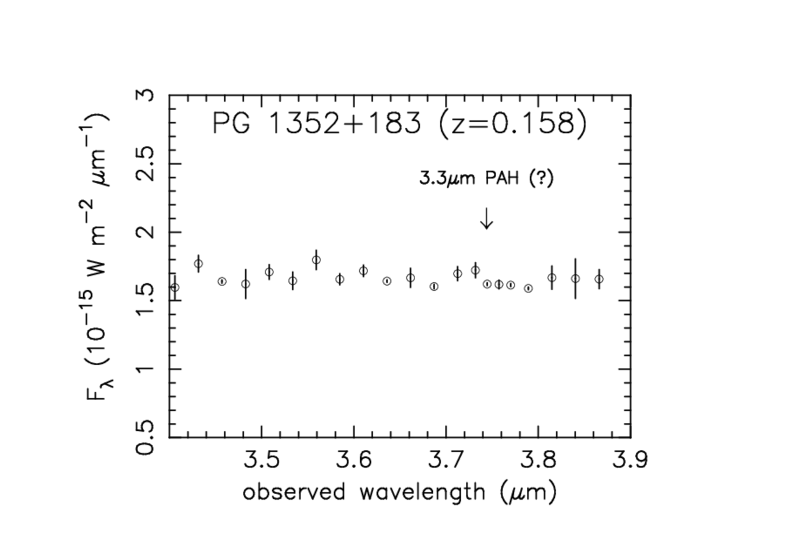 PG 1352+183 (z=0.158)
3.3μm PAH (?)
3
2.5
2
1.5
1
0.5
F_λ (10⁻¹⁵ W m⁻² μm⁻¹)
3.5 3.6 3.7 3.8 3.9
observed wavelength (μm)